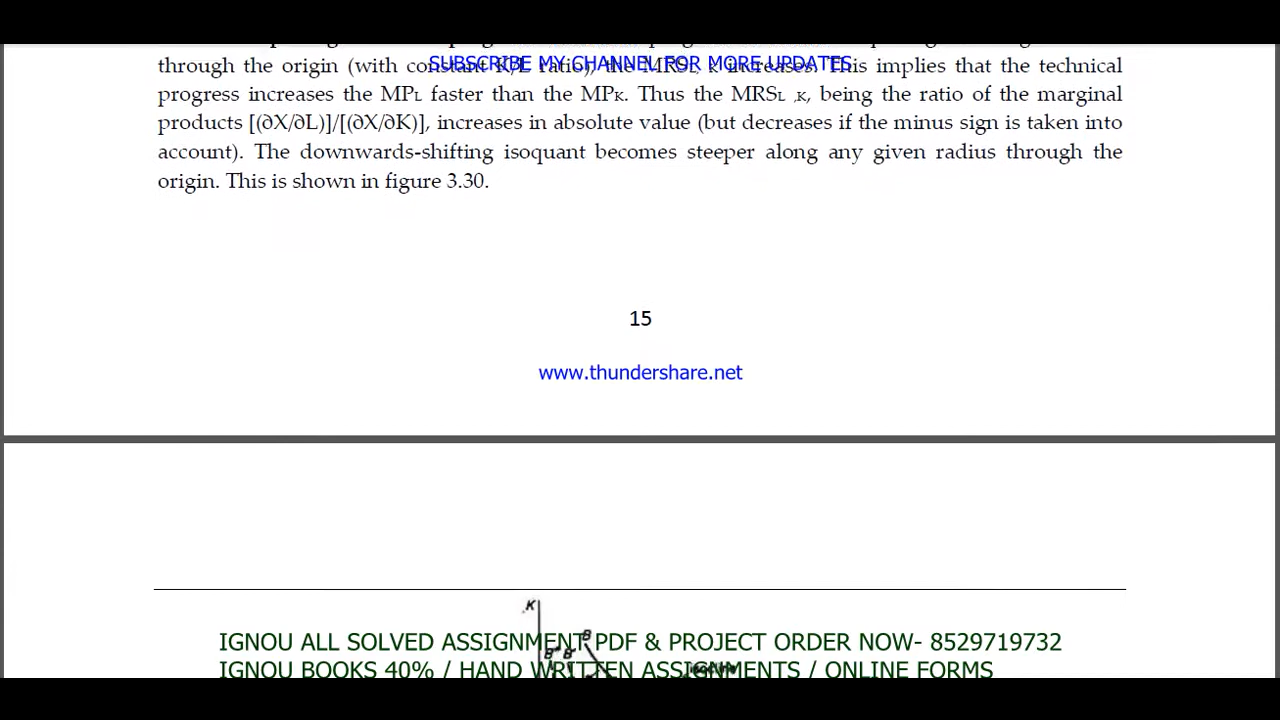 through the origin (with constant K/L ratio), the MRSL, K increases. This implies that the technical
SUBSCRIBE MY CHANNEL FOR MORE UPDATES
progress increases the MPL faster than the MPK. Thus the MRSL ,K, being the ratio of the marginal
products [(∂X/∂L)]/[(∂X/∂K)], increases in absolute value (but decreases if the minus sign is taken into
account). The downwards-shifting isoquant becomes steeper along any given radius through the
origin. This is shown in figure 3.30.
15
www.thundershare.net
K
IGNOU ALL SOLVED ASSIGNMENT PDF & PROJECT ORDER NOW- 8529719732
B
B" B'
isocline
IGNOU BOOKS 40% / HAND WRITTEN ASSIGNMENTS / ONLINE FORMS